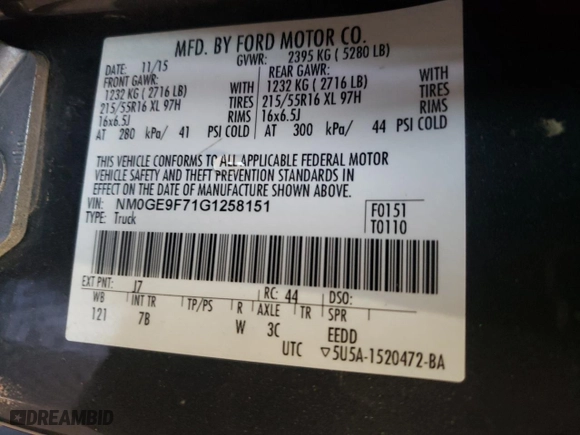 MFD. BY FORD MOTOR CO.
DATE: 11/15 GVWR: 2395 KG ( 5280 LB)
FRONT GAWR: REAR GAWR:
1232 KG ( 2716 LB) WITH 1232 KG ( 2716 LB) WITH
215/55R16 XL 97H TIRES 215/55R16 XL 97H TIRES
16x6.5J RIMS 16x6.5J RIMS
AT 280 kPa/ 41 PSI COLD AT 300 kPa/ 44 PSI COLD
THIS VEHICLE CONFORMS TO ALL APPLICABLE FEDERAL MOTOR
VEHICLE SAFETY AND THEFT PREVENTION STANDARDS IN
EFFECT ON THE DATE OF MANUFACTURE SHOWN ABOVE.
VIN: NM0GE9F71G1258151
TYPE: Truck
F0151
T0110
EXT PNT: J7 RC: 44 DSO:
WB INT TR TP/PS R AXLE TR SPR
121 7B W 3C EEDD
UTC ▽5U5A-1520472-BA
DREAMBID